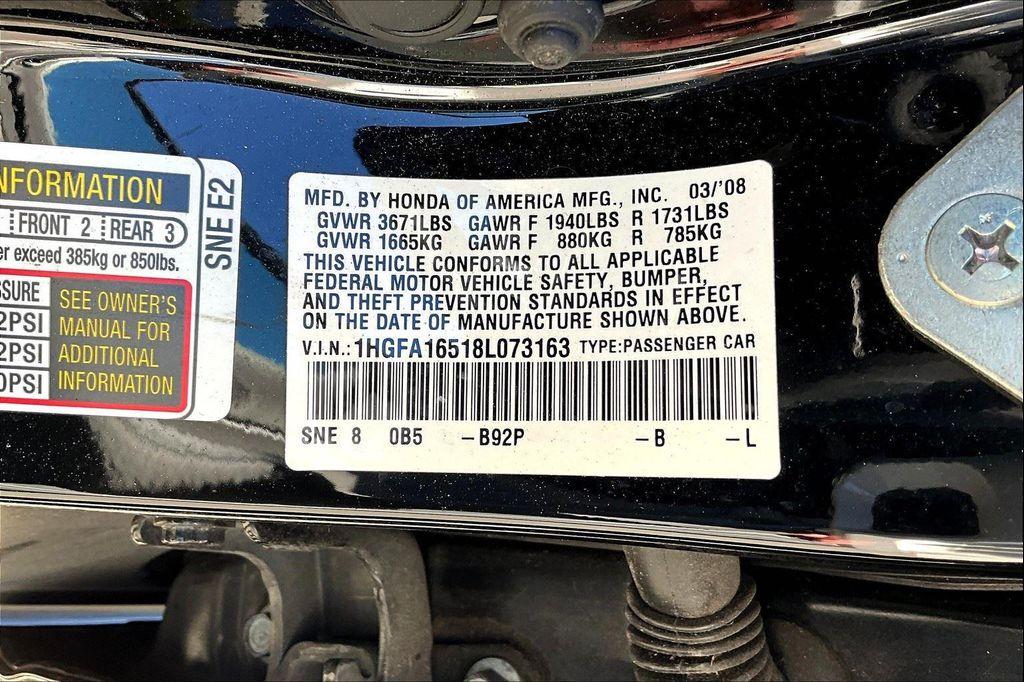 NFORMATION
FRONT 2 REAR 3
er exceed 385kg or 850lbs.
SSURE
2PSI
2PSI
0PSI
SEE OWNER'S
MANUAL FOR
ADDITIONAL
INFORMATION
SNE E2
MFD. BY HONDA OF AMERICA MFG., INC. 03/'08
GVWR 3671LBS GAWR F 1940LBS R 1731LBS
GVWR 1665KG GAWR F 880KG R 785KG
THIS VEHICLE CONFORMS TO ALL APPLICABLE
FEDERAL MOTOR VEHICLE SAFETY, BUMPER,
AND THEFT PREVENTION STANDARDS IN EFFECT
ON THE DATE OF MANUFACTURE SHOWN ABOVE.
V.I.N.: 1HGFA16518L073163 TYPE:PASSENGER CAR
SNE 8 0B5 -B92P -B -L